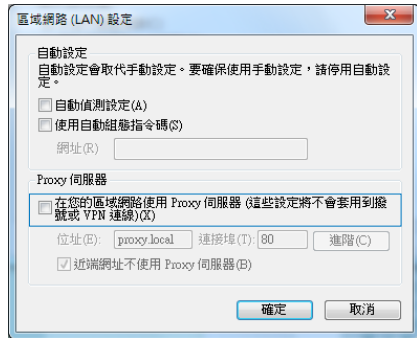 區域網路 (LAN) 設定
自動設定
自動設定會取代手動設定。要確保使用手動設定，請停用自動設
定。
自動偵測設定(A)
使用自動組態指令碼(S)
網址(R)
Proxy 伺服器
在您的區域網路使用 Proxy 伺服器 (這些設定將不會套用到撥
號或 VPN 連線)(X)
位址(E): proxy.local 連接埠(T): 80 進階(C)
近端網址不使用 Proxy 伺服器(B)
確定 取消